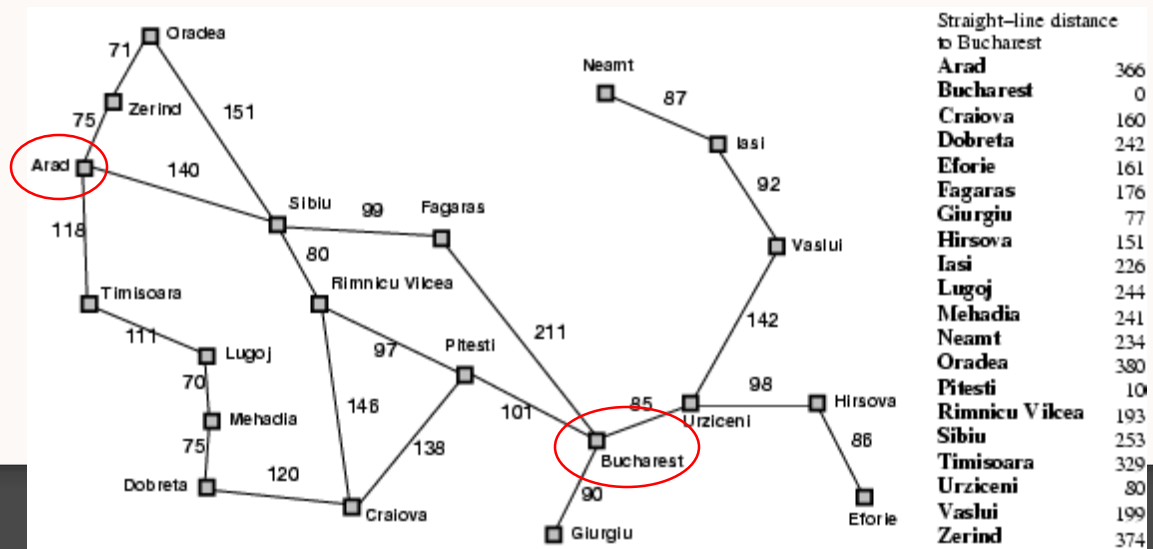 Oradea
71
Neamt
Zerind
87
75
151
Iasi
Arad
140
92
Sibiu
99
Fagaras
118
Vaslui
80
Timisoara
Rimnicu Vilcea
142
111
211
Lugoj
97
Pitesti
70
98
146
101
85
Hirsova
Mehadia
Urziceni
75
138
86
Bucharest
120
Dobreta
90
Craiova
Eforie
Giurgiu
Straight–line distance
to Bucharest
Arad 366
Bucharest 0
Craiova 160
Dobreta 242
Eforie 161
Fagaras 176
Giurgiu 77
Hirsova 151
Iasi 226
Lugoj 244
Mehadia 241
Neamt 234
Oradea 380
Pitesti 10
Rimnicu Vilcea 193
Sibiu 253
Timisoara 329
Urziceni 80
Vaslui 199
Zerind 374